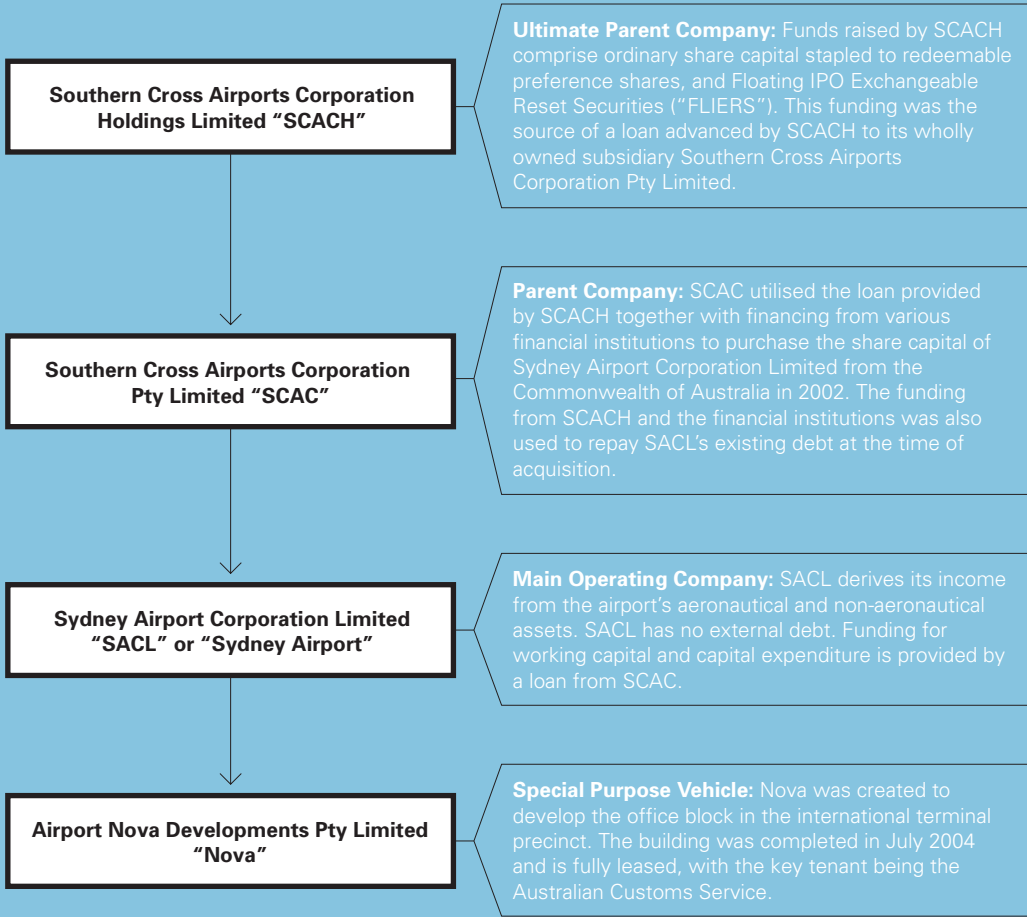 Southern Cross Airports Corporation
Holdings Limited “SCACH”
Ultimate Parent Company: Funds raised by SCACH
comprise ordinary share capital stapled to redeemable
preference shares, and Floating IPO Exchangeable
Reset Securities (“FLIERS”). This funding was the
source of a loan advanced by SCACH to its wholly
owned subsidiary Southern Cross Airports
Corporation Pty Limited.
Southern Cross Airports Corporation
Pty Limited “SCAC”
Parent Company: SCAC utilised the loan provided
by SCACH together with financing from various
financial institutions to purchase the share capital of
Sydney Airport Corporation Limited from the
Commonwealth of Australia in 2002. The funding
from SCACH and the financial institutions was also
used to repay SACL’s existing debt at the time of
acquisition.
Sydney Airport Corporation Limited
“SACL” or “Sydney Airport”
Main Operating Company: SACL derives its income
from the airport’s aeronautical and non-aeronautical
assets. SACL has no external debt. Funding for
working capital and capital expenditure is provided by
a loan from SCAC.
Airport Nova Developments Pty Limited
“Nova”
Special Purpose Vehicle: Nova was created to
develop the office block in the international terminal
precinct. The building was completed in July 2004
and is fully leased, with the key tenant being the
Australian Customs Service.